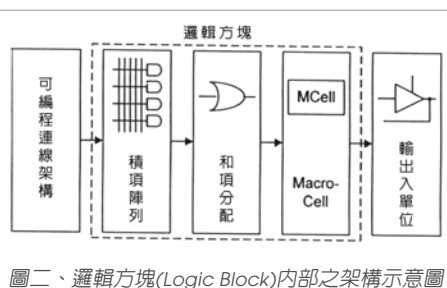 邏輯方塊
可編程連線架構
積項陣列
和項分配
MCell
Macro-
Cell
輸出入單位
圖二、邏輯方塊(Logic Block)內部之架構示意圖